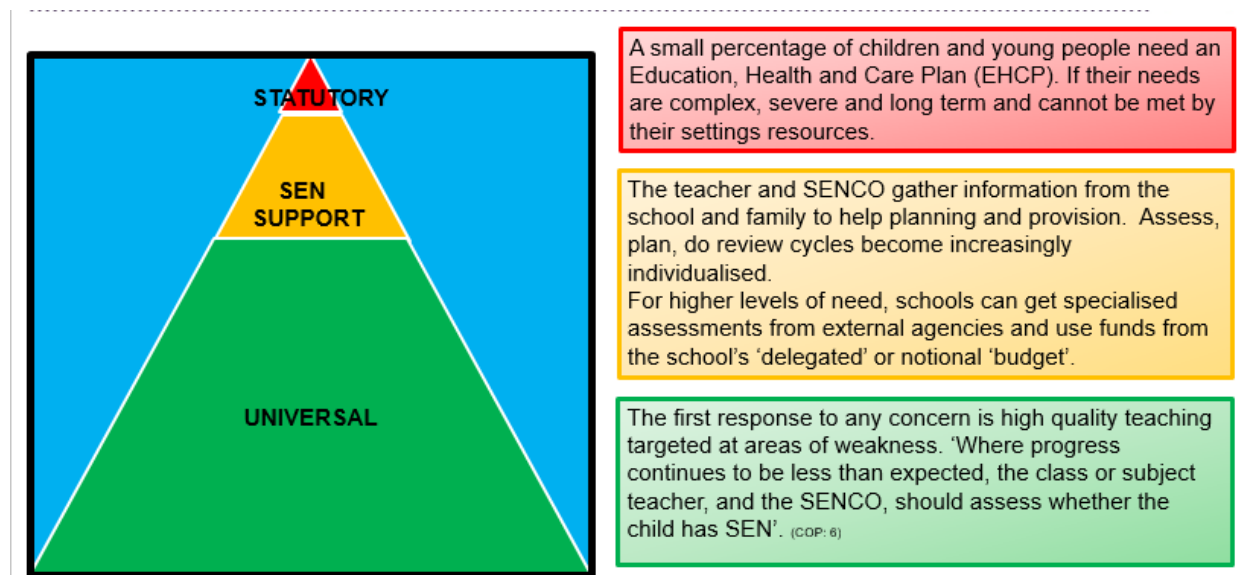 STATUTORY
SEN
SUPPORT
UNIVERSAL
A small percentage of children and young people need an
Education, Health and Care Plan (EHCP). If their needs
are complex, severe and long term and cannot be met by
their settings resources.
The teacher and SENCO gather information from the
school and family to help planning and provision.  Assess,
plan, do review cycles become increasingly
individualised.
For higher levels of need, schools can get specialised
assessments from external agencies and use funds from
the school’s ‘delegated’ or notional ‘budget’.
The first response to any concern is high quality teaching
targeted at areas of weakness. ‘Where progress
continues to be less than expected, the class or subject
teacher, and the SENCO, should assess whether the
child has SEN’. (COP: 6)